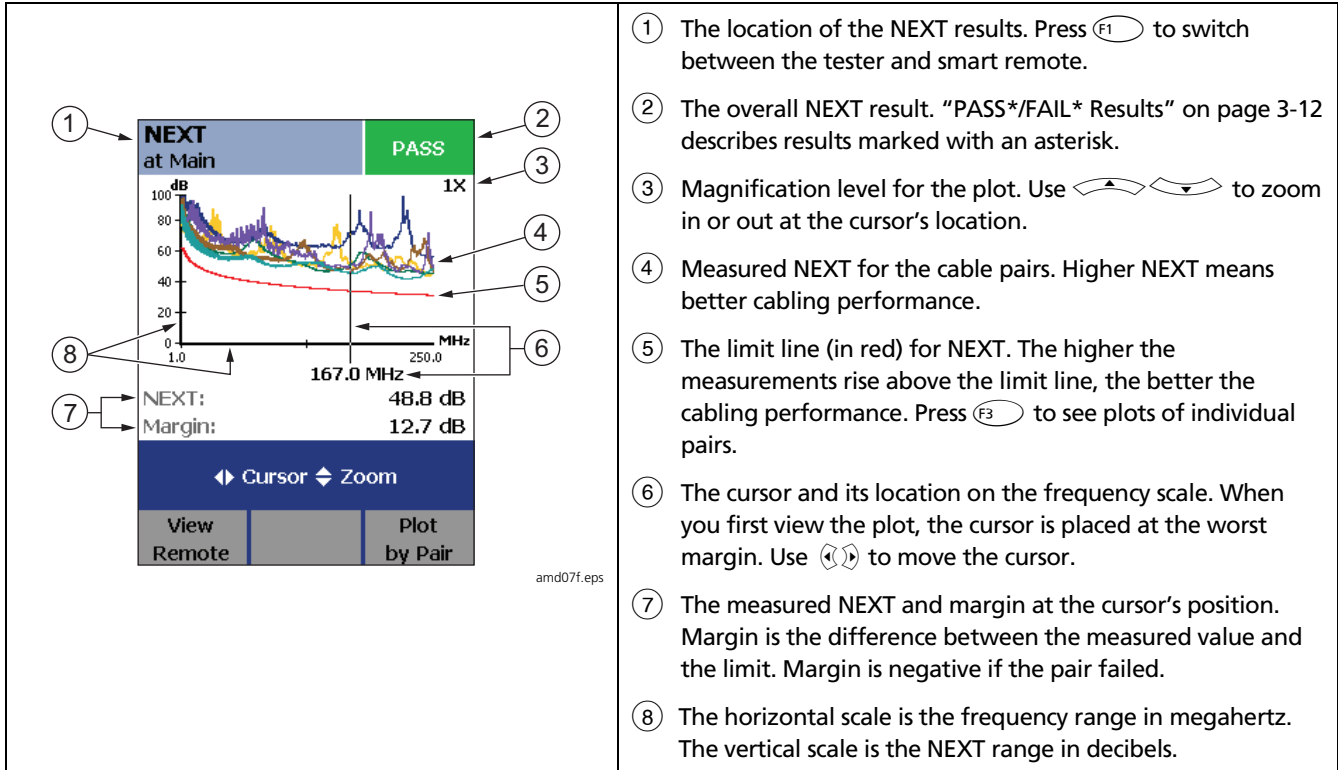 1
NEXT
at Main
PASS
2
3
dB
1X
100
80
60
40
20
0
4
5
MHz
1.0
250.0
6
8
167.0 MHz
7
NEXT: 48.8 dB
Margin: 12.7 dB
Cursor Zoom
View
Remote
Plot
by Pair
amd07f.eps
1 The location of the NEXT results. Press F1 to switch
between the tester and smart remote.
2 The overall NEXT result. “PASS*/FAIL* Results” on page 3-12
describes results marked with an asterisk.
3 Magnification level for the plot. Use to zoom
in or out at the cursor’s location.
4 Measured NEXT for the cable pairs. Higher NEXT means
better cabling performance.
5 The limit line (in red) for NEXT. The higher the
measurements rise above the limit line, the better the
cabling performance. Press F3 to see plots of individual
pairs.
6 The cursor and its location on the frequency scale. When
you first view the plot, the cursor is placed at the worst
margin. Use to move the cursor.
7 The measured NEXT and margin at the cursor’s position.
Margin is the difference between the measured value and
the limit. Margin is negative if the pair failed.
8 The horizontal scale is the frequency range in megahertz.
The vertical scale is the NEXT range in decibels.